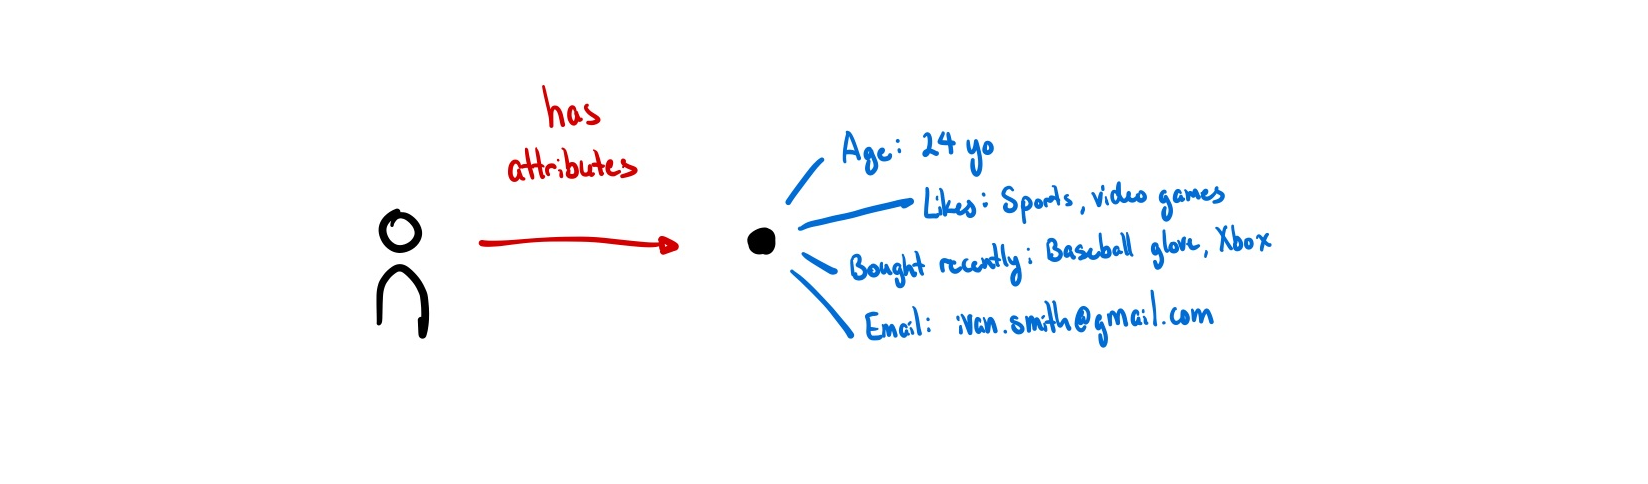 has
attributes
Age: 24 yo
Likes: Sports, video games
Bought recently: Baseball glove, Xbox
Email: ivan.smith@gmail.com